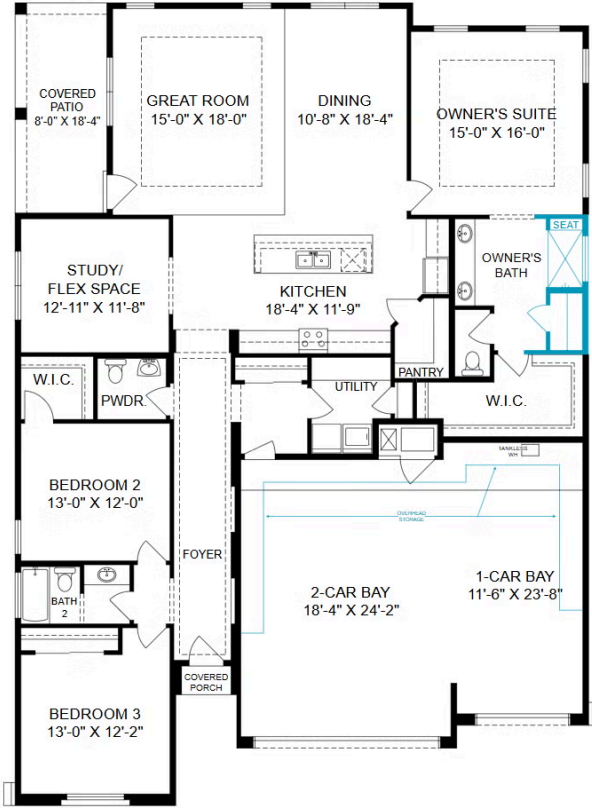 COVERED
PATIO
8'-0" X 18'-4"
GREAT ROOM
15'-0" X 18'-0"
DINING
10'-8" X 18'-4"
OWNER'S SUITE
15'-0" X 16'-0"
SEAT
OWNER'S
BATH
STUDY/
FLEX SPACE
12'-11" X 11'-8"
KITCHEN
18'-4" X 11'-9"
PANTRY
W.I.C.
PWDR.
UTILITY
W.I.C.
TANKLESS
WH
BEDROOM 2
13'-0" X 12'-0"
OVERHEAD
STORAGE
FOYER
BATH
2
2-CAR BAY
18'-4" X 24'-2"
1-CAR BAY
11'-6" X 23'-8"
COVERED
PORCH
BEDROOM 3
13'-0" X 12'-2"